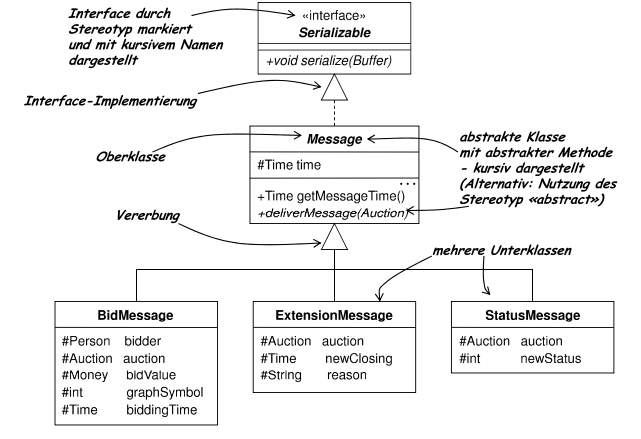 Interface durch
Stereotyp markiert
und mit kursivem Namen
dargestellt
«interface»
Serializable
+void serialize(Buffer)
Interface-Implementierung
Oberklasse
Message
#Time time
...
+Time getMessageTime()
+deliverMessage(Auction)
abstrakte Klasse
mit abstrakter Methode
- kursiv dargestellt
(Alternativ: Nutzung des
Stereotyp «abstract»)
Vererbung
mehrere Unterklassen
BidMessage
#Person bidder
#Auction auction
#Money bidValue
#int graphSymbol
#Time biddingTime
ExtensionMessage
#Auction auction
#Time newClosing
#String reason
StatusMessage
#Auction auction
#int newStatus